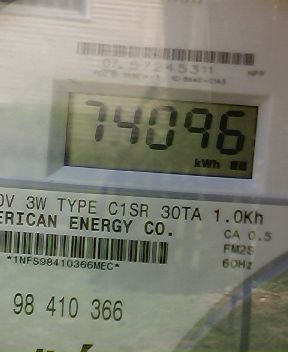 74096
kWh
0V 3W TYPE C1SR 30TA 1.0Kh
ERICAN ENERGY CO.
CA 0.5
FM2S
60Hz
*1NFS98410366MEC*
98 410 366